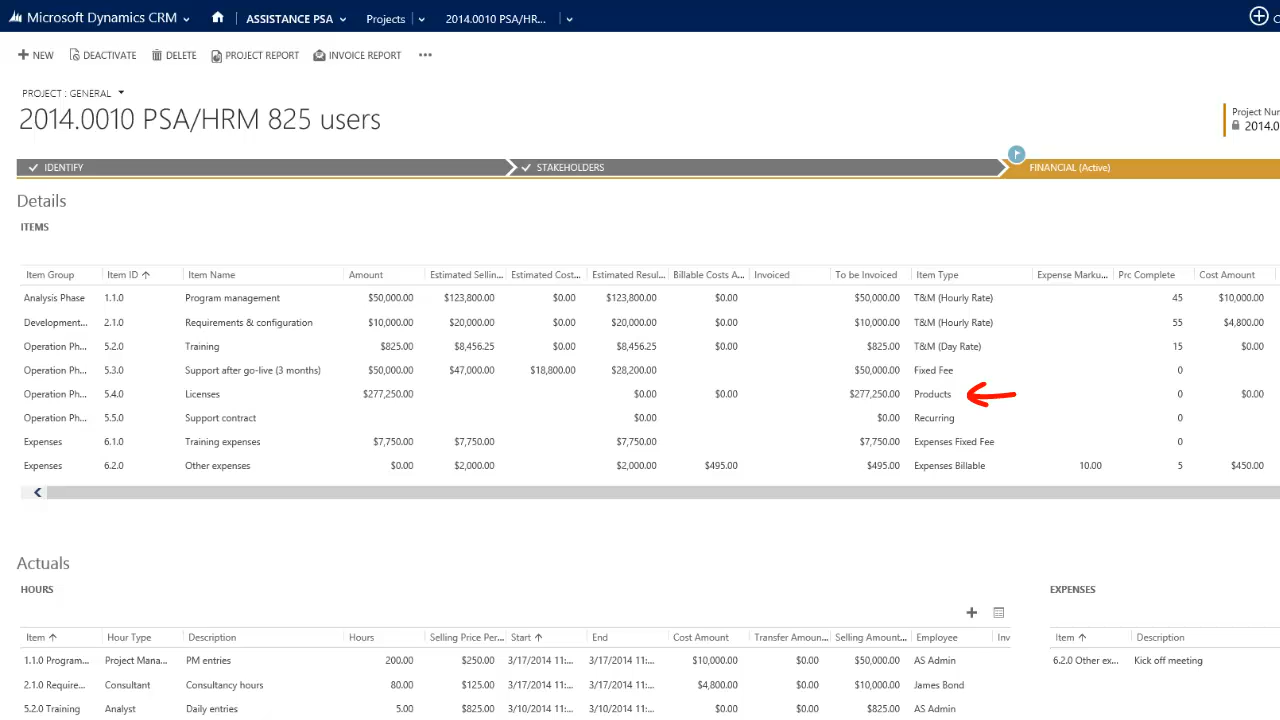 Microsoft Dynamics CRM ASSISTANCE PSA Projects 2014.0010 PSA/HR... C
NEW DEACTIVATE DELETE PROJECT REPORT INVOICE REPORT ...
PROJECT : GENERAL
2014.0010 PSA/HRM 825 users
Project Nur
2014.0
IDENTIFY STAKEHOLDERS FINANCIAL (Active)
Details
ITEMS
Item Group Item ID Item Name Amount Estimated Sellin... Estimated Cost... Estimated Resul... Billable Costs A... Invoiced To be Invoiced Item Type Expense Marku... Prc Complete Cost Amount
Analysis Phase 1.1.0 Program management $50,000.00 $123,800.00 $0.00 $123,800.00 $0.00 $50,000.00 T&M (Hourly Rate) 45 $10,000.00
Development... 2.1.0 Requirements & configuration $10,000.00 $20,000.00 $0.00 $20,000.00 $0.00 $10,000.00 T&M (Hourly Rate) 55 $4,800.00
Operation Ph... 5.2.0 Training $825.00 $8,456.25 $0.00 $8,456.25 $0.00 $825.00 T&M (Day Rate) 15 $0.00
Operation Ph... 5.3.0 Support after go-live (3 months) $50,000.00 $47,000.00 $18,800.00 $28,200.00 $50,000.00 Fixed Fee 0
Operation Ph... 5.4.0 Licenses $277,250.00 $0.00 $0.00 $277,250.00 Products 0 $0.00
Operation Ph... 5.5.0 Support contract $0.00 $0.00 Recurring 0
Expenses 6.1.0 Training expenses $7,750.00 $7,750.00 $7,750.00 $7,750.00 Expenses Fixed Fee 0
Expenses 6.2.0 Other expenses $0.00 $2,000.00 $2,000.00 $495.00 $495.00 Expenses Billable 10.00 5 $450.00
Actuals
HOURS EXPENSES
Item Hour Type Description Hours Selling Price Per... Start End Cost Amount Transfer Amoun... Selling Amount... Employee Inv Item Description
1.1.0 Program... Project Mana... PM entries 200.00 $250.00 3/17/2014 11:... 3/17/2014 11:... $10,000.00 $0.00 $50,000.00 AS Admin 6.2.0 Other ex... Kick off meeting
2.1.0 Require... Consultant Consultancy hours 80.00 $125.00 3/17/2014 11:... 3/17/2014 11:... $4,800.00 $0.00 $10,000.00 James Bond
5.2.0 Training Analyst Daily entries 5.00 $825.00 3/10/2014 11:... 3/10/2014 11:... $0.00 $0.00 $825.00 AS Admin